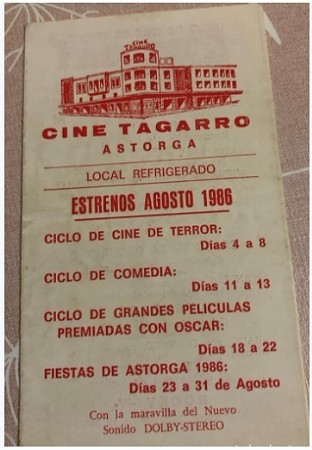 CINE
TAGARRO
CINE TAGARRO
ASTORGA
LOCAL REFRIGERADO
ESTRENOS AGOSTO 1986
CICLO DE CINE DE TERROR:
Días 4 a 8
CICLO DE COMEDIA:
Días 11 a 13
CICLO DE GRANDES PELICULAS
PREMIADAS CON OSCAR:
Días 18 a 22
FIESTAS DE ASTORGA 1986:
Días 23 a 31 de Agosto
Con la maravilla del Nuevo
Sonido DOLBY-STEREO